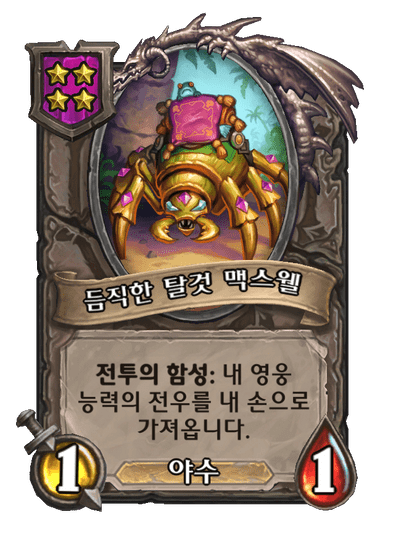 듬직한 탈것 맥스웰
전투의 함성: 내 영웅
능력의 전우를 내 손으로
가져옵니다.
1
야수
1